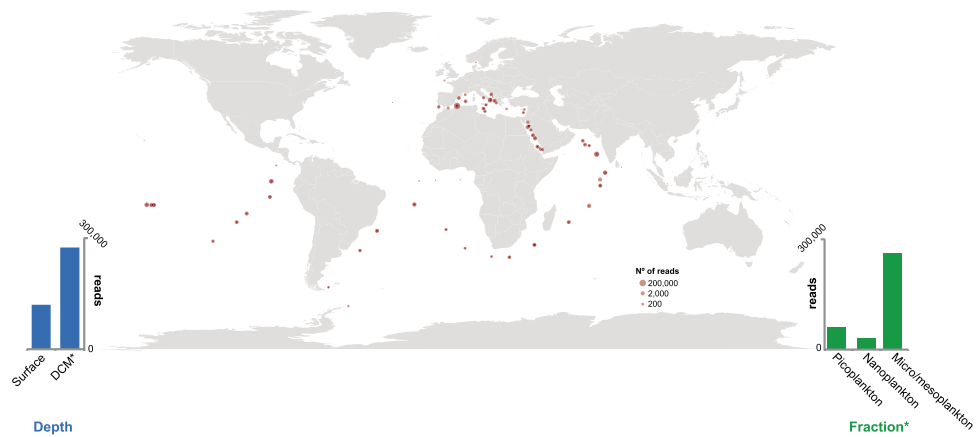 300,000
reads
0
Surface
DCM*
Depth
Nº of reads
200,000
2,000
200
300,000
reads
0
Picoplankton
Nanoplankton
Micro/mesoplankton
Fraction*